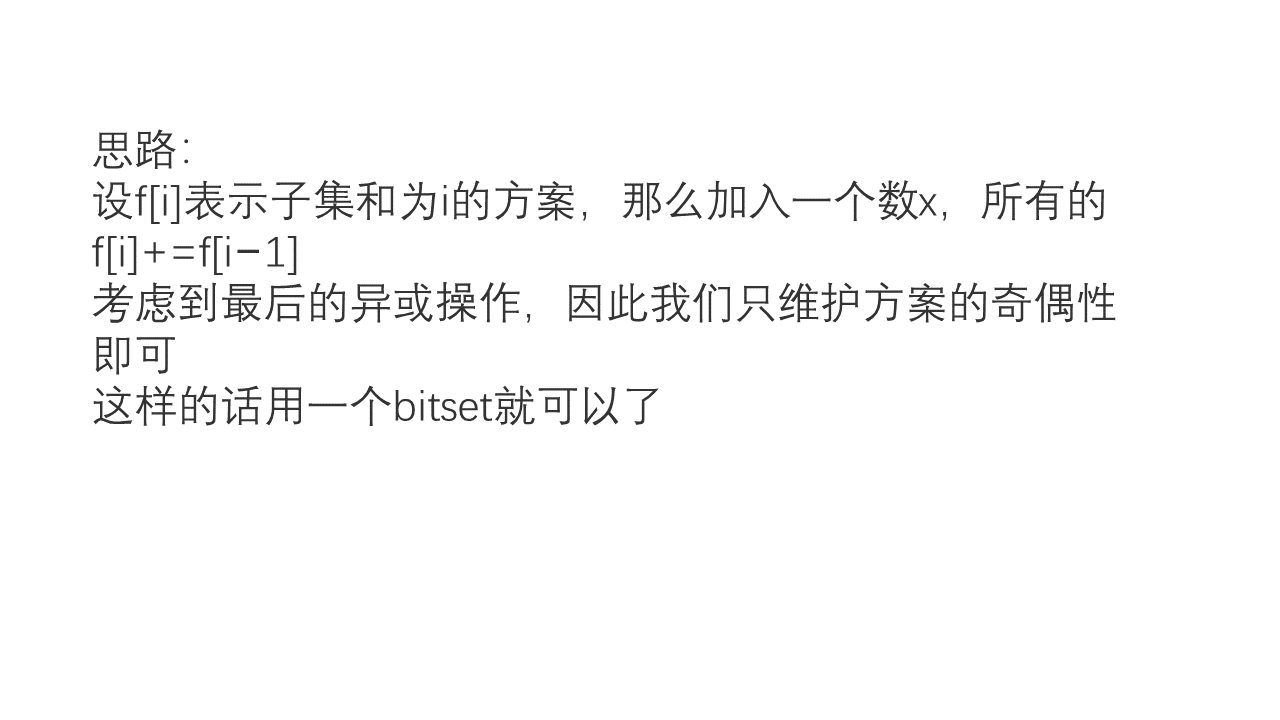 思路：
设f[i]表示子集和为i的方案，那么加入一个数x，所有的
f[i]+=f[i-1]
考虑到最后的异或操作，因此我们只维护方案的奇偶性
即可
这样的话用一个bitset就可以了